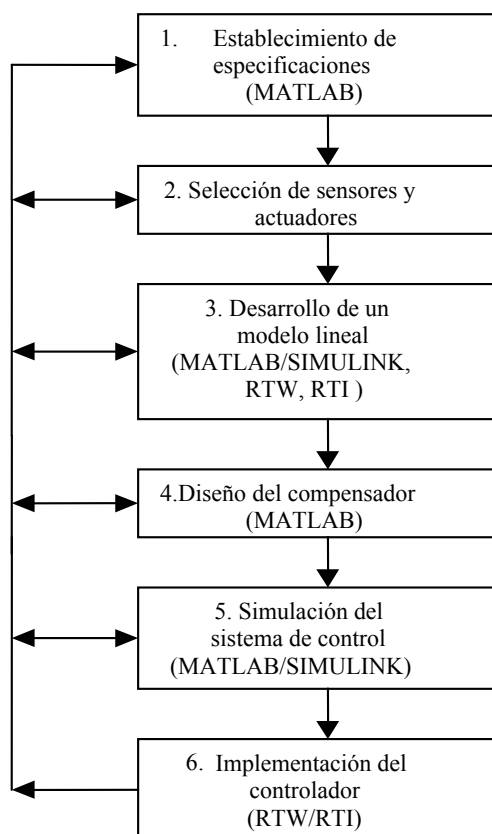 1. Establecimiento de
especificaciones
(MATLAB)
2. Selección de sensores y
actuadores
3. Desarrollo de un
modelo lineal
(MATLAB/SIMULINK,
RTW, RTI )
4.Diseño del compensador
(MATLAB)
5. Simulación del
sistema de control
(MATLAB/SIMULINK)
6. Implementación del
controlador
(RTW/RTI)